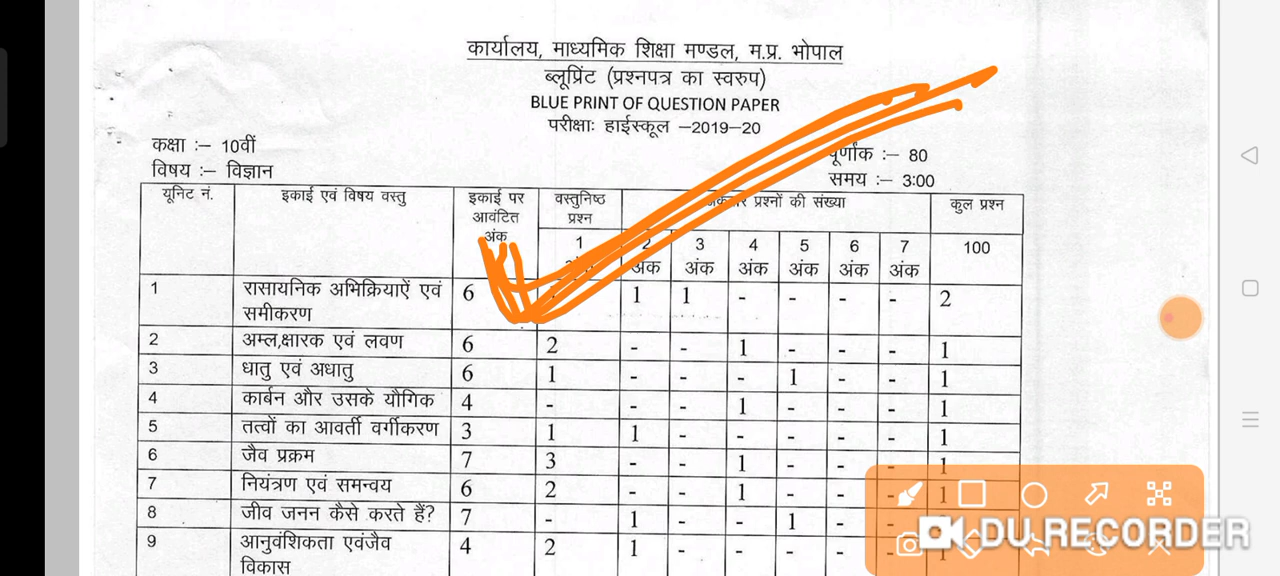 कार्यालय, माध्यमिक शिक्षा मण्डल, म.प्र. भोपाल
ब्लूप्रिंट (प्रश्नपत्र का स्वरुप)
BLUE PRINT OF QUESTION PAPER
परीक्षाः हाईस्कूल –2019–20
कक्षा :– 10वीं
पूर्णांक :– 80
विषय :– विज्ञान
समय :– 3:00
यूनिट नं. इकाई एवं विषय वस्तु इकाई पर आवंटित अंक वस्तुनिष्ठ प्रश्न प्रश्नों की संख्या कुल प्रश्न
1 2 अंक 3 अंक 4 अंक 5 अंक 6 अंक 7 अंक 100
1 रासायनिक अभिक्रियाऐं एवं समीकरण 6 1 1 - - - - 2
2 अम्ल,क्षारक एवं लवण 6 2 - - 1 - - - 1
3 धातु एवं अधातु 6 1 - - - 1 - - 1
4 कार्बन और उसके यौगिक 4 - - - 1 - - - 1
5 तत्वों का आवर्ती वर्गीकरण 3 1 1 - - - - - 1
6 जैव प्रक्रम 7 3 - - 1 - - - 1
7 नियंत्रण एवं समन्वय 6 2 - - 1 - - - 1
8 जीव जनन कैसे करते हैं? 7 - 1 - - 1 - -
9 आनुवंशिकता एवंजैव विकास 4 2 1 - - - - - 1
DU RECORDER